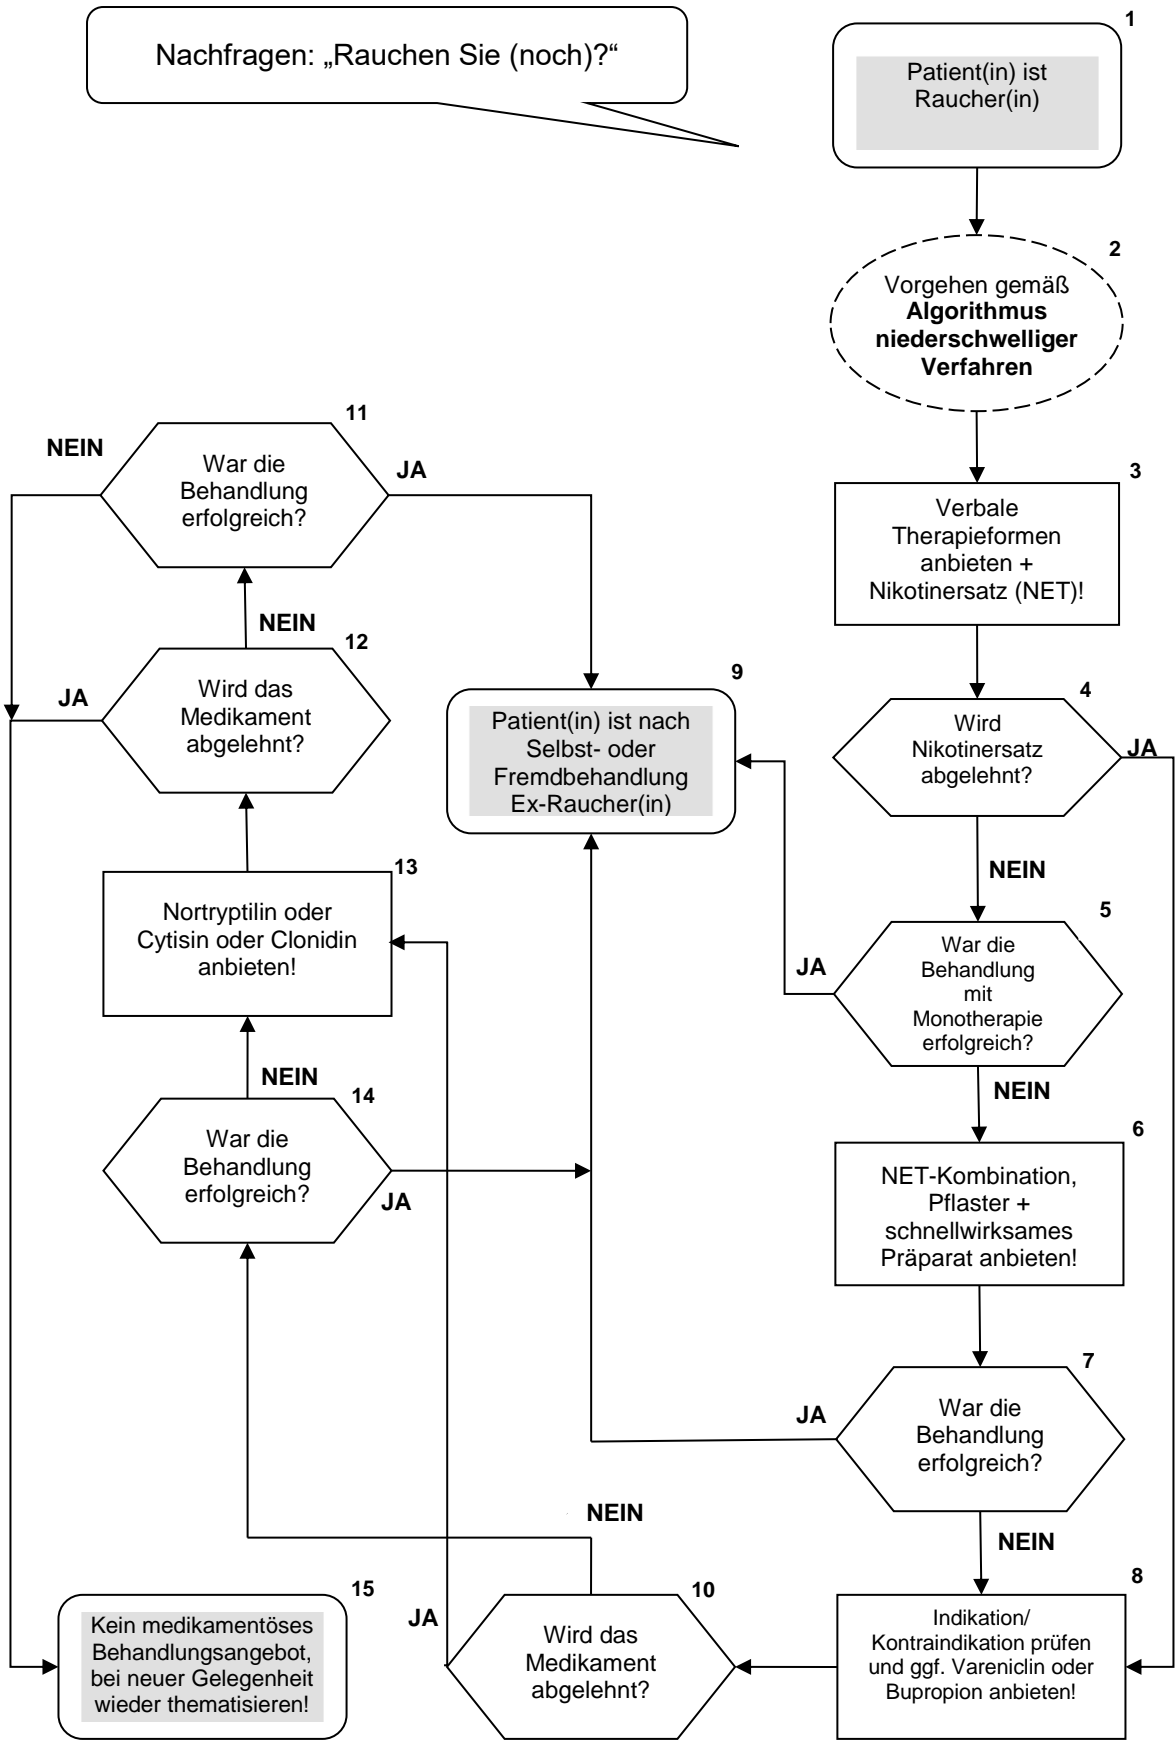 Nachfragen: „Rauchen Sie (noch)?“
1
Patient(in) ist
Raucher(in)
2
Vorgehen gemäß
Algorithmus
niederschwelliger
Verfahren
3
Verbale
Therapieformen
anbieten +
Nikotinersatz (NET)!
4
Wird
Nikotinersatz
abgelehnt?
JA
NEIN
5
War die
Behandlung
mit
Monotherapie
erfolgreich?
JA
NEIN
6
NET-Kombination,
Pflaster +
schnellwirksames
Präparat anbieten!
7
War die
Behandlung
erfolgreich?
JA
NEIN
8
Indikation/
Kontraindikation prüfen
und ggf. Vareniclin oder
Bupropion anbieten!
9
Patient(in) ist nach
Selbst- oder
Fremdbehandlung
Ex-Raucher(in)
10
Wird das
Medikament
abgelehnt?
JA
NEIN
11
War die
Behandlung
erfolgreich?
NEIN
JA
12
Wird das
Medikament
abgelehnt?
JA
NEIN
13
Nortryptilin oder
Cytisin oder Clonidin
anbieten!
14
War die
Behandlung
erfolgreich?
NEIN
JA
15
Kein medikamentöses
Behandlungsangebot,
bei neuer Gelegenheit
wieder thematisieren!